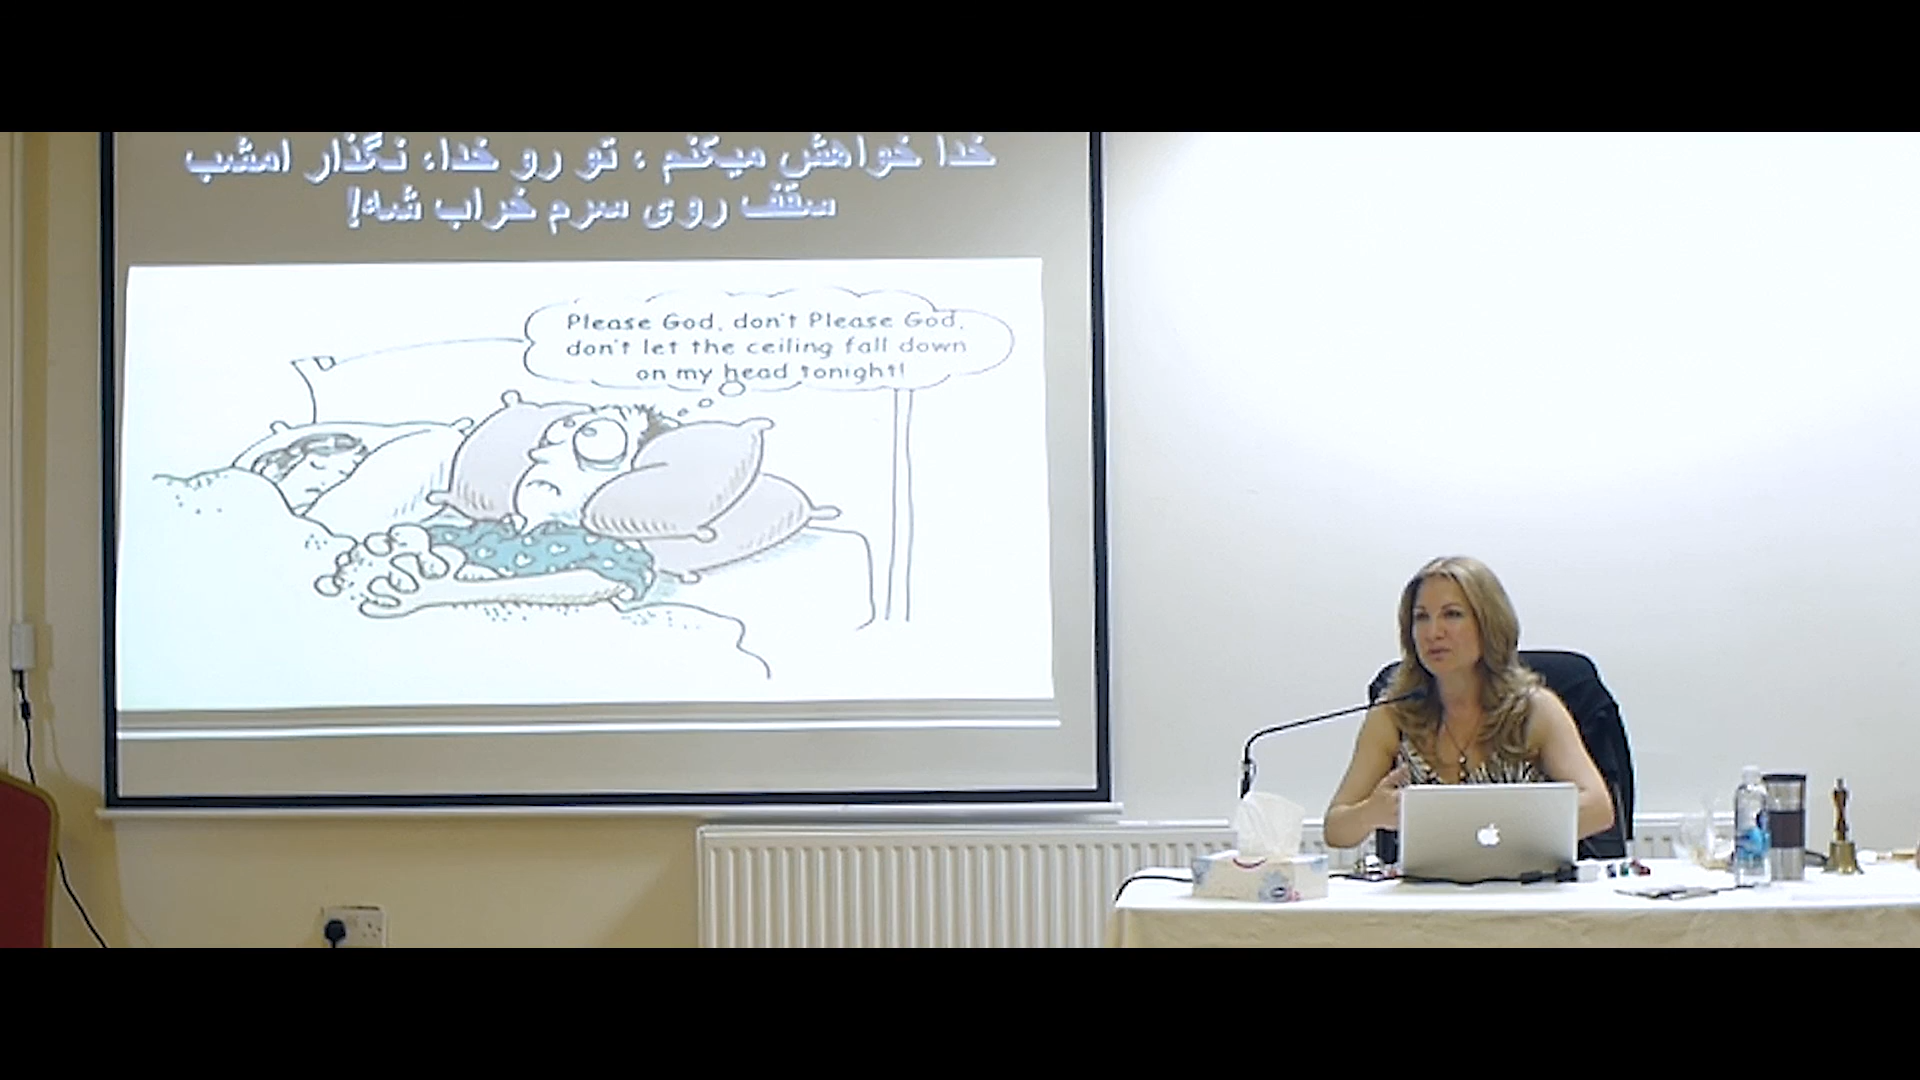 خدا خواهش میکنم ، تو رو خدا، نگذار امشب
سقف روی سرم خراب شه!
Please God, don't Please God,
don't let the ceiling fall down
on my head tonight!